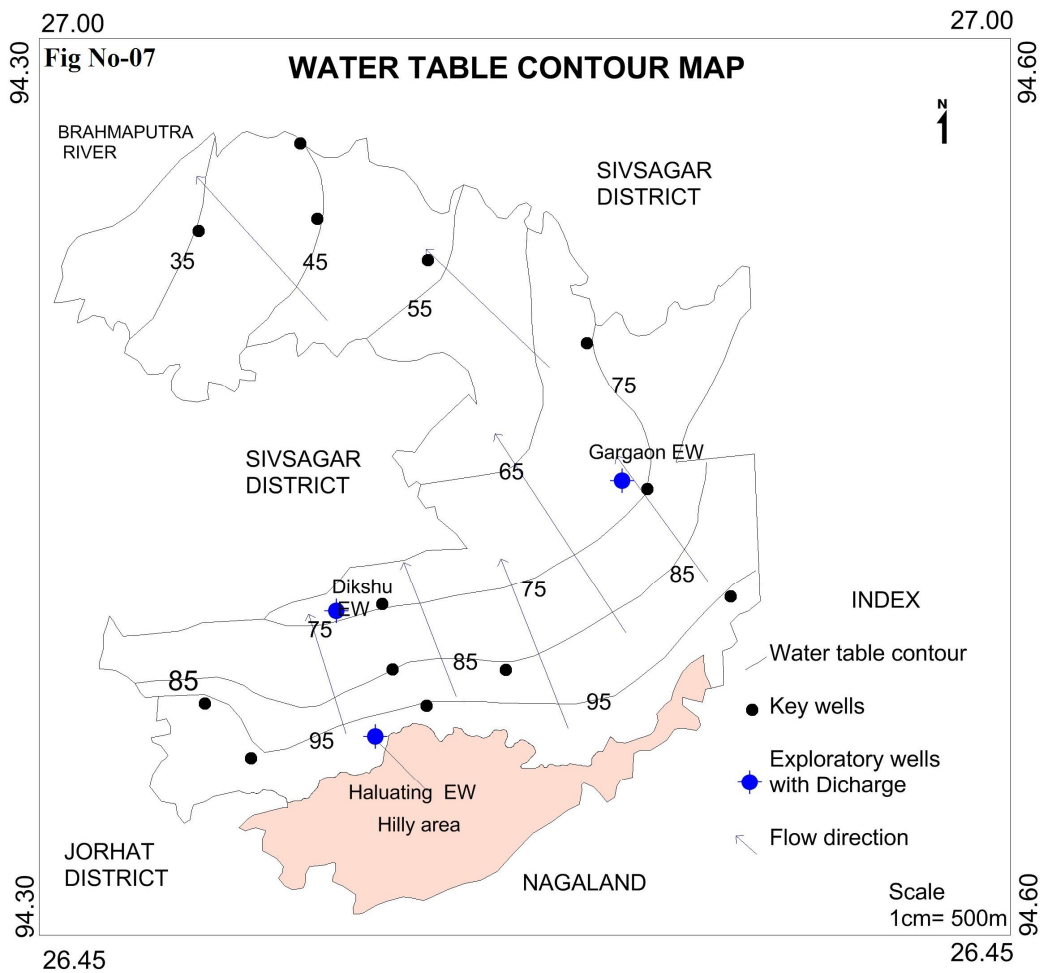 27.00
27.00
94.30
94.60
Fig No-07
WATER TABLE CONTOUR MAP
N
BRAHMAPUTRA
RIVER
SIVSAGAR
DISTRICT
35
45
55
75
Gargaon EW
SIVSAGAR
DISTRICT
65
Dikshu
EW
75
75
85
INDEX
Water table contour
85
85
95
Key wells
95
Exploratory wells
with Dicharge
Haluating EW
Hilly area
Flow direction
JORHAT
DISTRICT
NAGALAND
Scale
1cm= 500m
94.30
94.60
26.45
26.45